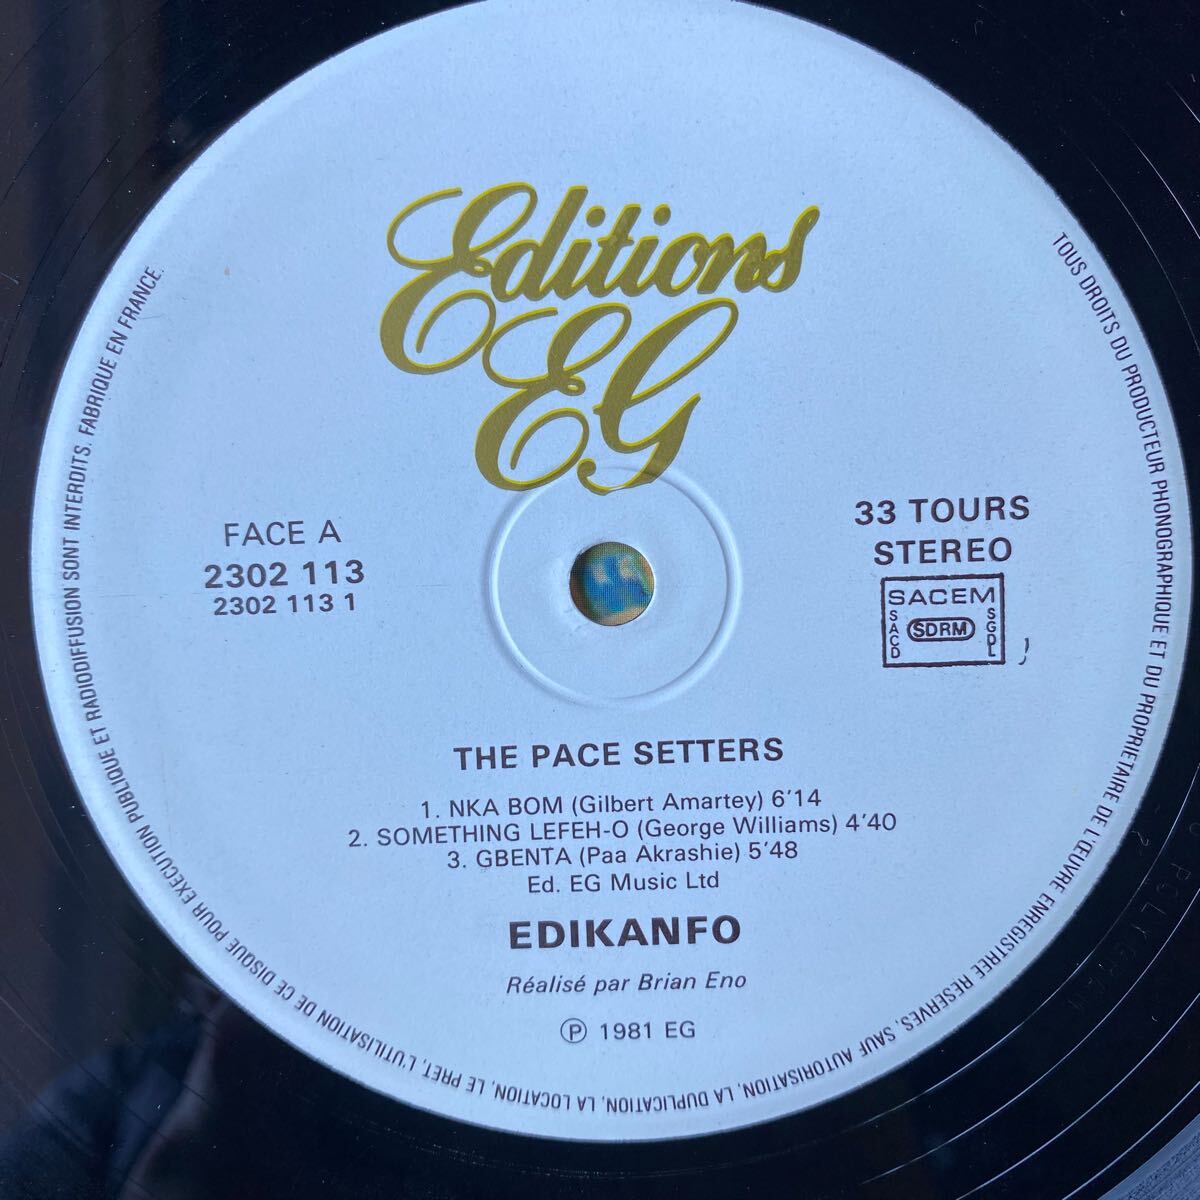 Editions
EG
FACE A
2302 113
2302 113 1
33 TOURS
STEREO
SACEM
SACD
SDRM
SGDL
THE PACE SETTERS
1. NKA BOM (Gilbert Amartey) 6'14
2. SOMETHING LEFEH-O (George Williams) 4'40
3. GBENTA (Paa Akrashie) 5'48
Ed. EG Music Ltd
EDIKANFO
Réalisé par Brian Eno
Ⓟ 1981 EG
TOUS DROITS DU PRODUCTEUR PHONOGRAPHIQUE ET DU PROPRIETAIRE DE L'ŒUVRE ENREGISTREE RESERVES, SAUF AUTORISATION, LA DUPLICATION, LA LOCATION, LE PRET, L'UTILISATION DE CE DISQUE POUR EXECUTION PUBLIQUE ET RADIODIFFUSION SONT INTERDITS. FABRIQUE EN FRANCE.